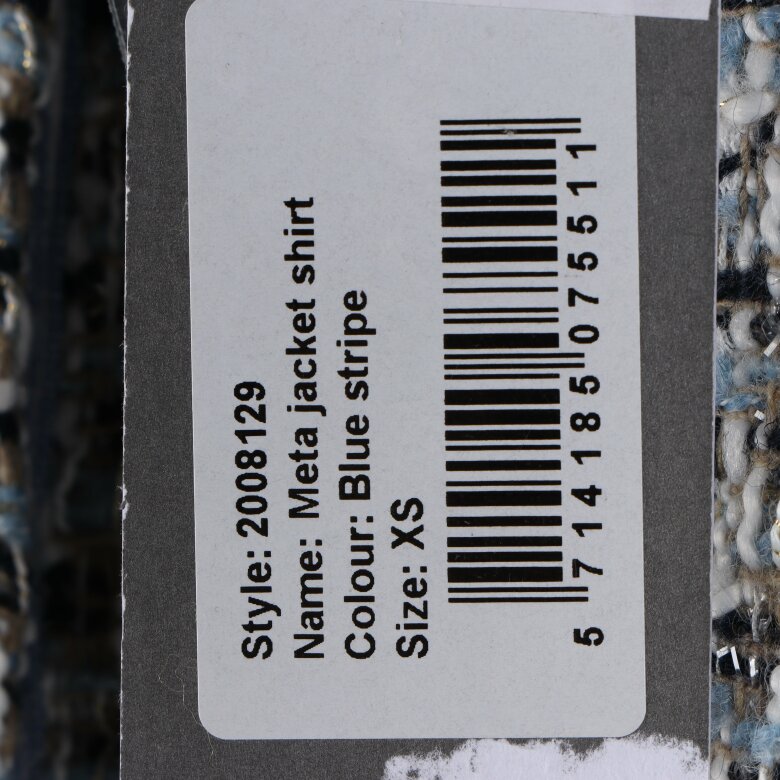 Style: 2008129
Name: Meta jacket shirt
Colour: Blue stripe
Size: XS
5 714185 075511